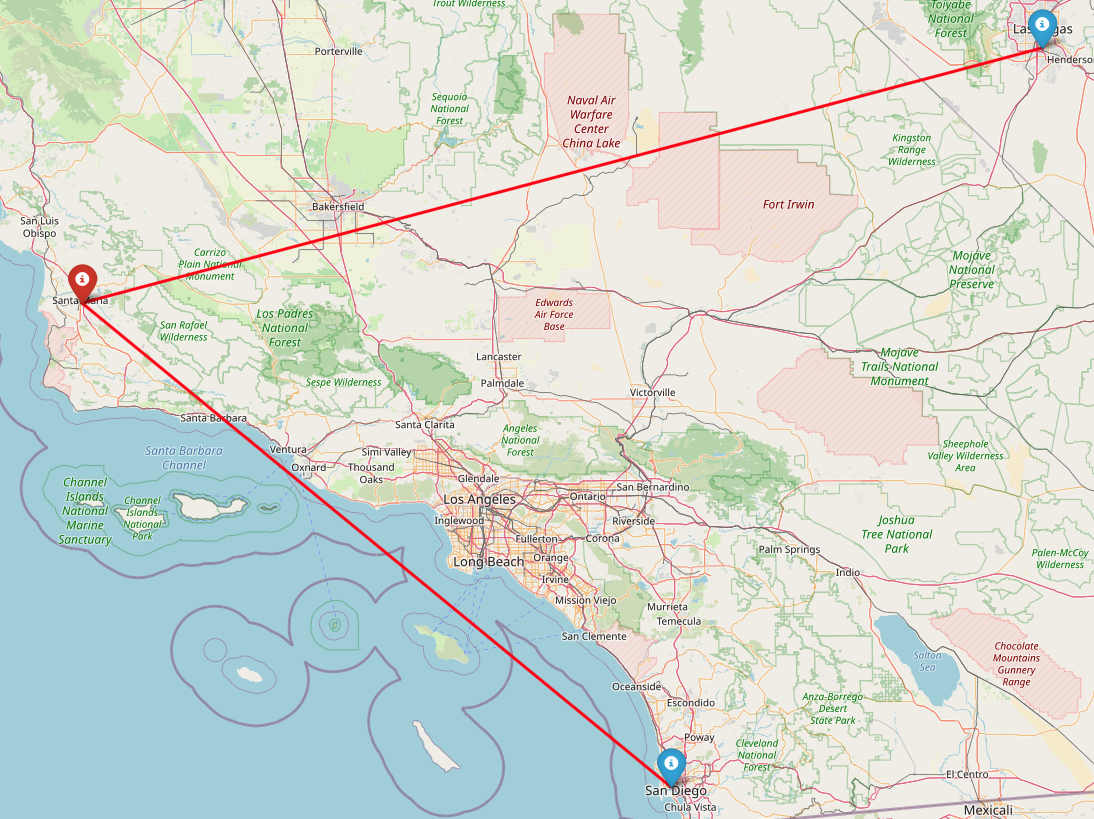 Trout Wilderness
Toiyabe
National
Forest
Las Vegas
Henderso
Porterville
Sequoia
National
Forest
Naval Air
Warfare
Center
China Lake
Kingston
Range
Wilderness
Bakersfield
Fort Irwin
San Luis
Obispo
Carrizo
Plain National
Monument
Mojave
National
Preserve
Santa Maria
San Rafael
Wilderness
Los Padres
National
Forest
Edwards
Air Force
Base
Lancaster
Palmdale
Sespe Wilderness
Mojave
Trails National
Monument
Victorville
Santa Barbara
Santa Clarita
Angeles
National
Forest
Santa Barbara
Channel
Ventura
Oxnard
Simi Valley
Thousand
Oaks
Sheephole
Valley Wilderness
Area
Channel
Islands
National
Marine
Sanctuary
Channel
Islands
National
Park
Glendale
Los Angeles
Inglewood
Ontario
San Bernardino
Riverside
Fullerton
Corona
Orange
Long Beach
Irvine
Mission Viejo
Joshua
Tree National
Park
Palm Springs
Indio
Palen-McCoy
Wilderness
Murrieta
Temecula
San Clemente
Salton
Sea
Chocolate
Mountains
Gunnery
Range
Oceanside
Escondido
Anza-Borrego
Desert
State Park
Poway
Cleveland
National
Forest
San Diego
Chula Vista
El Centro
Mexicali